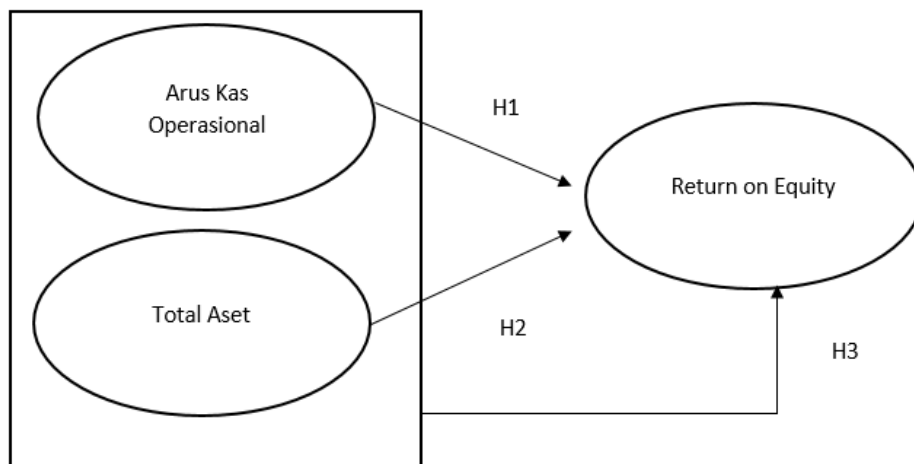 Arus Kas
Operasional
H1
Return on Equity
Total Aset
H2
H3